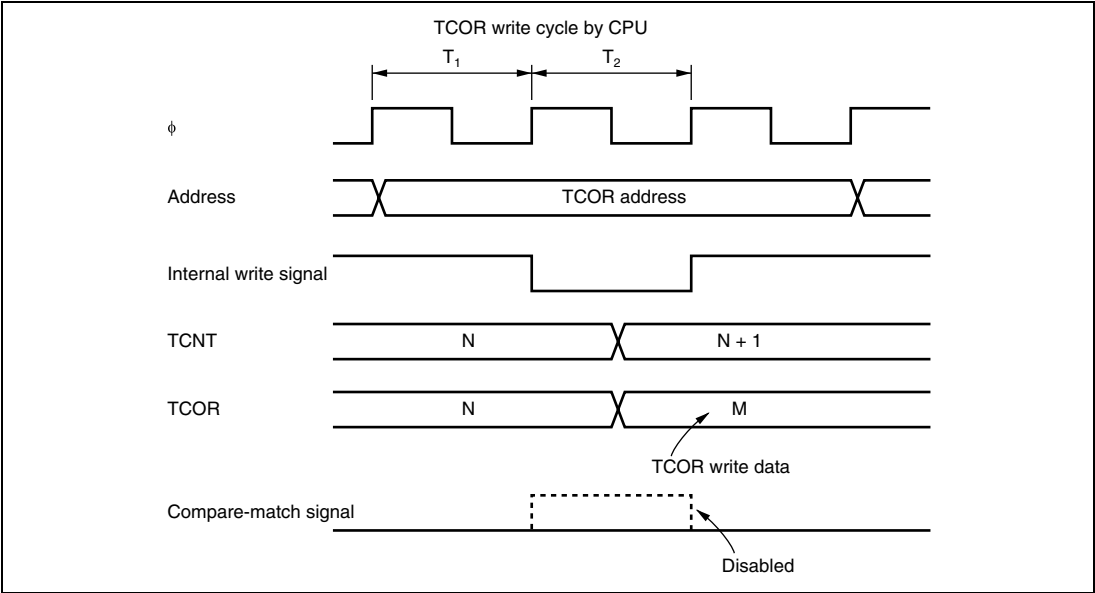 TCOR write cycle by CPU
T₁ T₂
ϕ
Address TCOR address
Internal write signal
TCNT N N + 1
TCOR N M
TCOR write data
Compare-match signal
Disabled